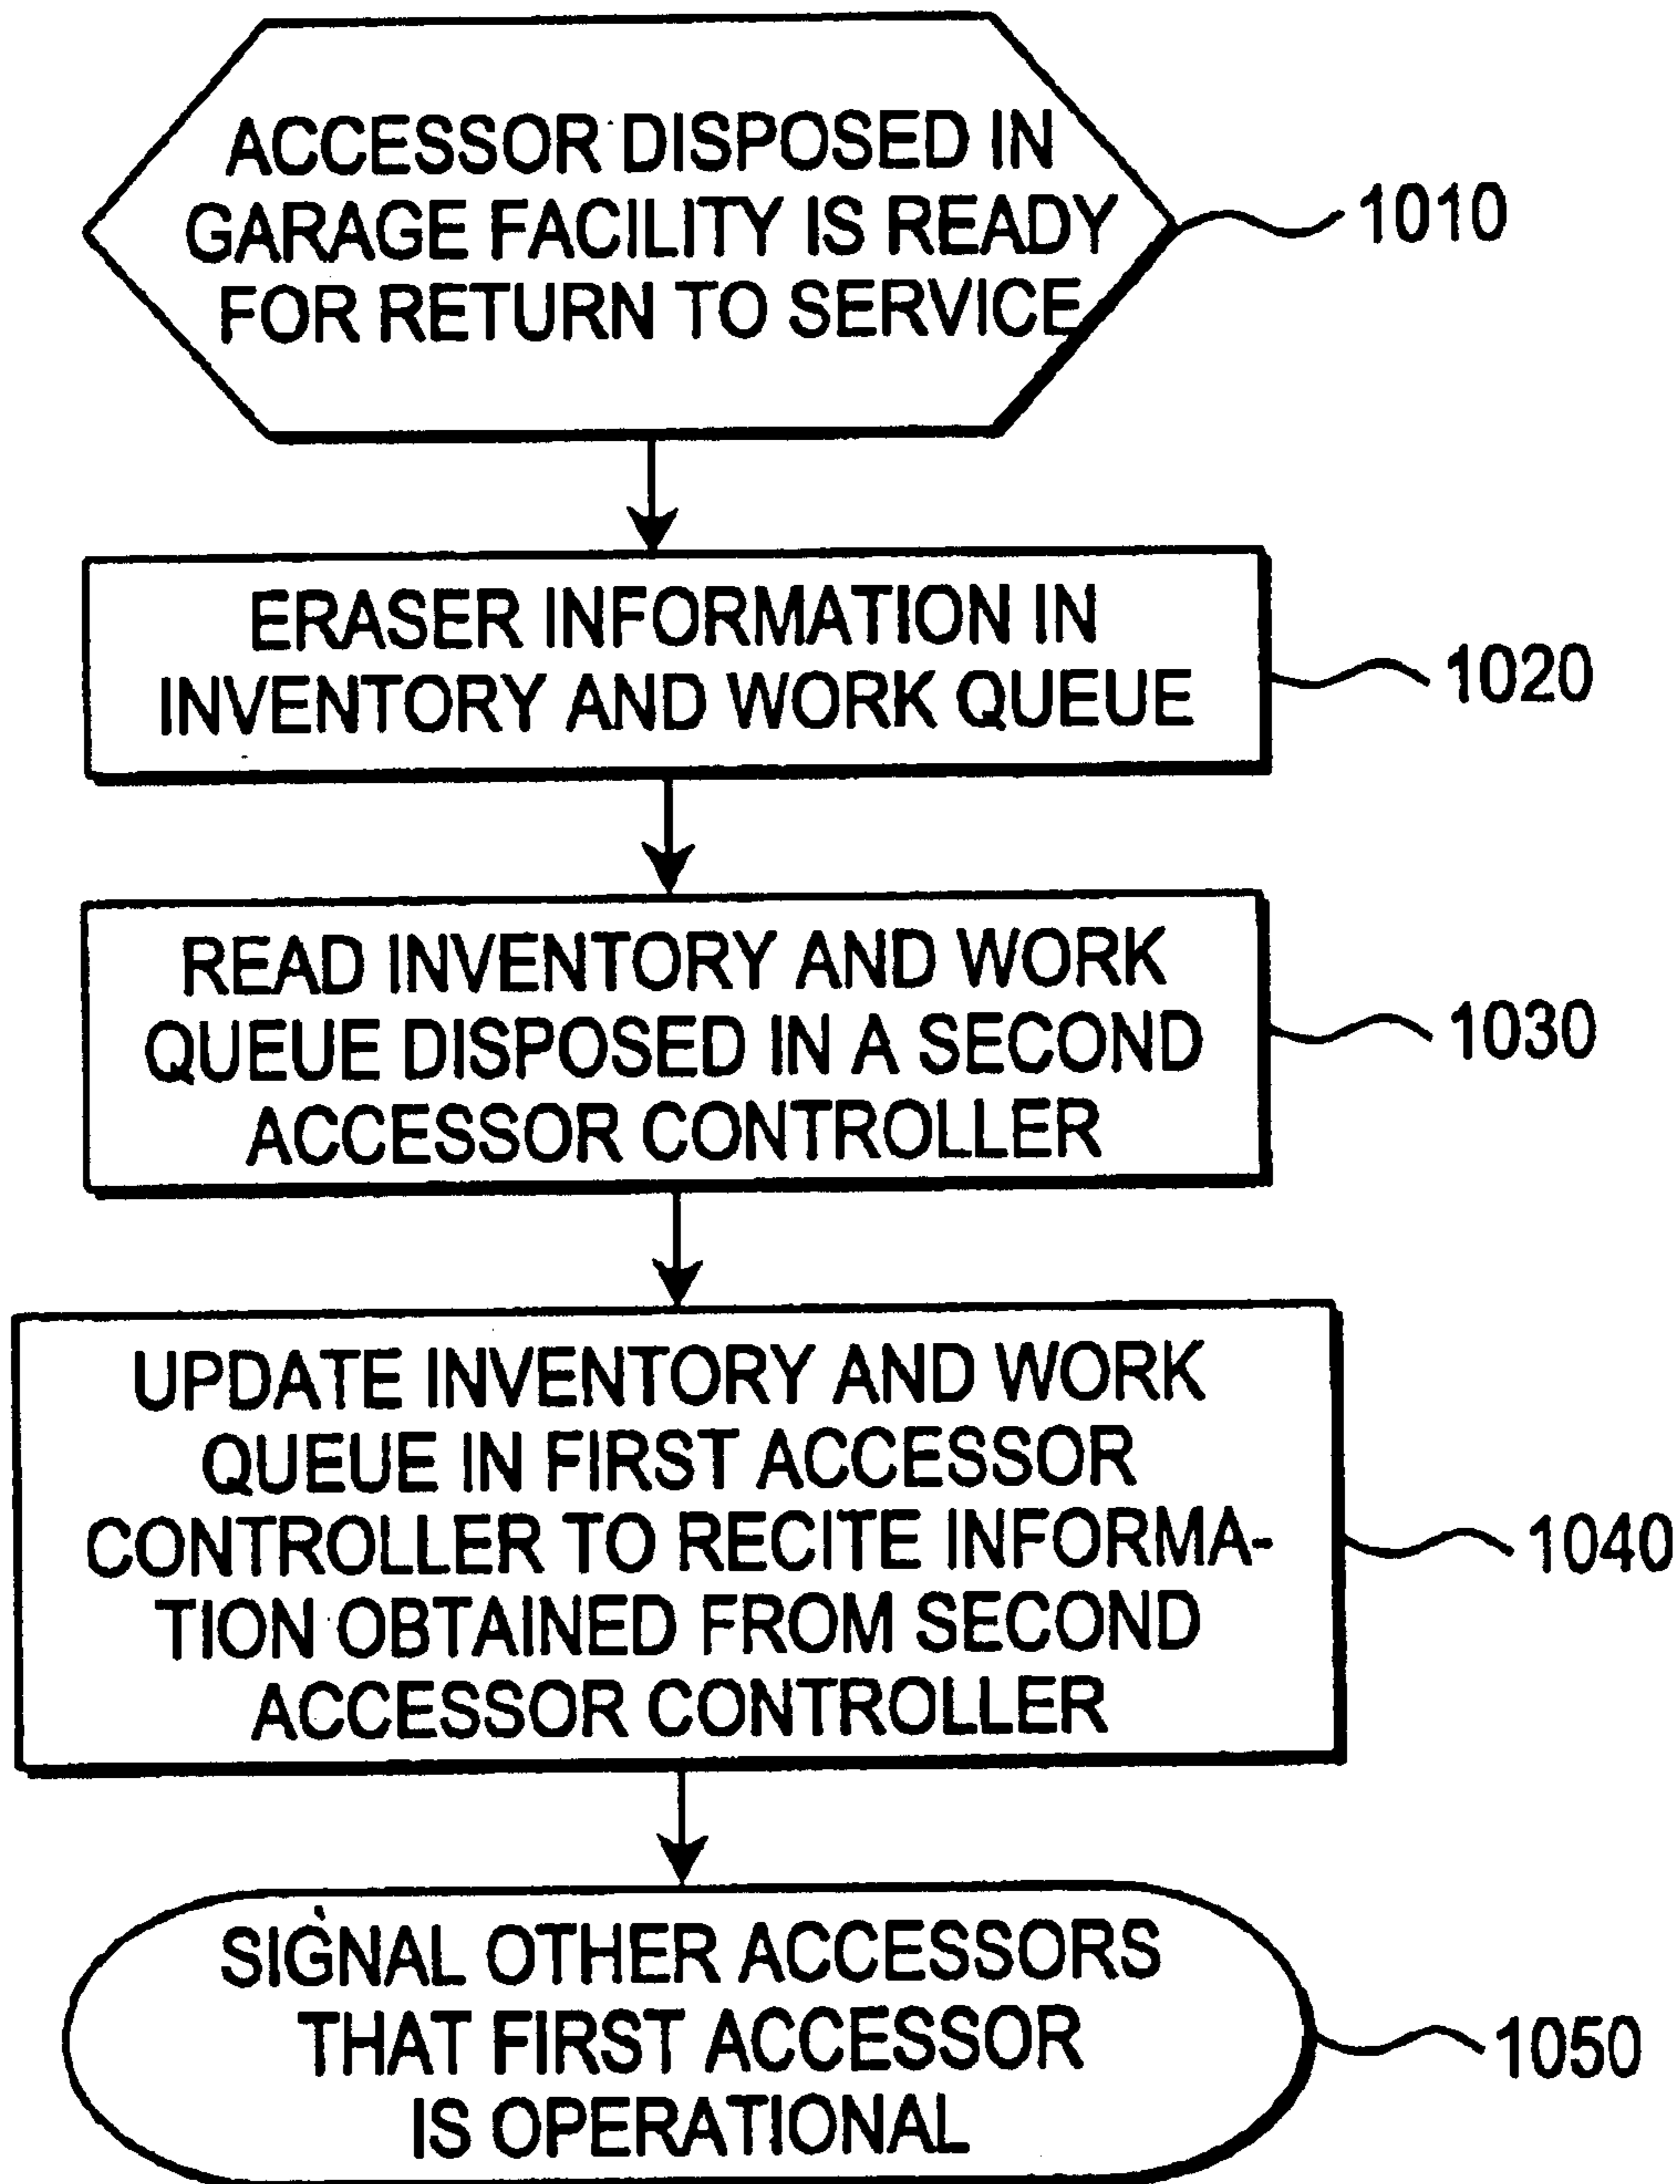 ACCESSOR DISPOSED IN
GARAGE FACILITY IS READY
FOR RETURN TO SERVICE
1010
ERASER INFORMATION IN
INVENTORY AND WORK QUEUE
1020
READ INVENTORY AND WORK
QUEUE DISPOSED IN A SECOND
ACCESSOR CONTROLLER
1030
UPDATE INVENTORY AND WORK
QUEUE IN FIRST ACCESSOR
CONTROLLER TO RECITE INFORMA-
TION OBTAINED FROM SECOND
ACCESSOR CONTROLLER
1040
SIGNAL OTHER ACCESSORS
THAT FIRST ACCESSOR
IS OPERATIONAL
1050